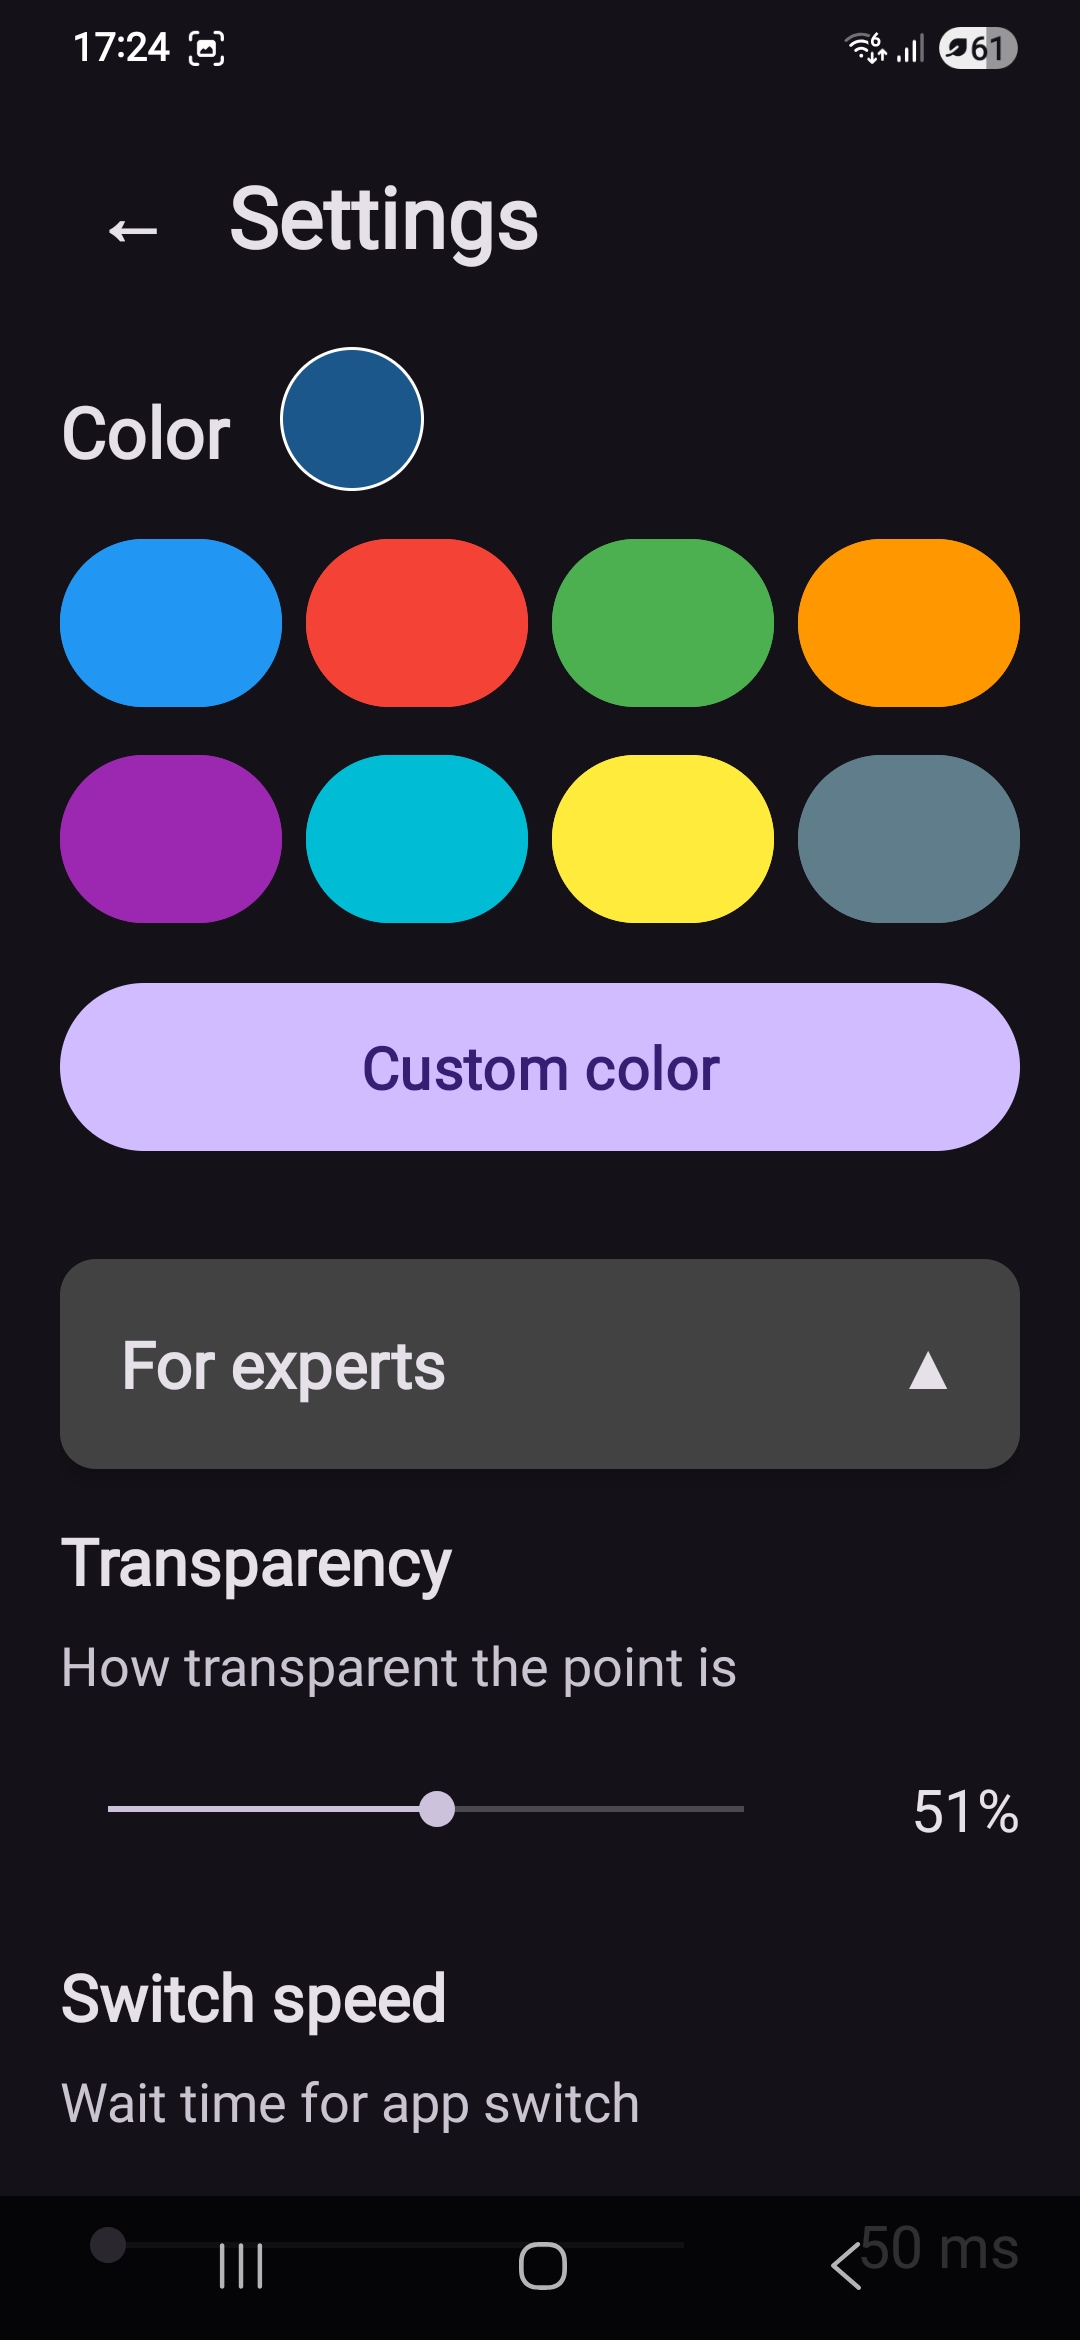 17:24
6
61
← Settings
Color
Custom color
For experts ▲
Transparency
How transparent the point is
51%
Switch speed
Wait time for app switch
50 ms